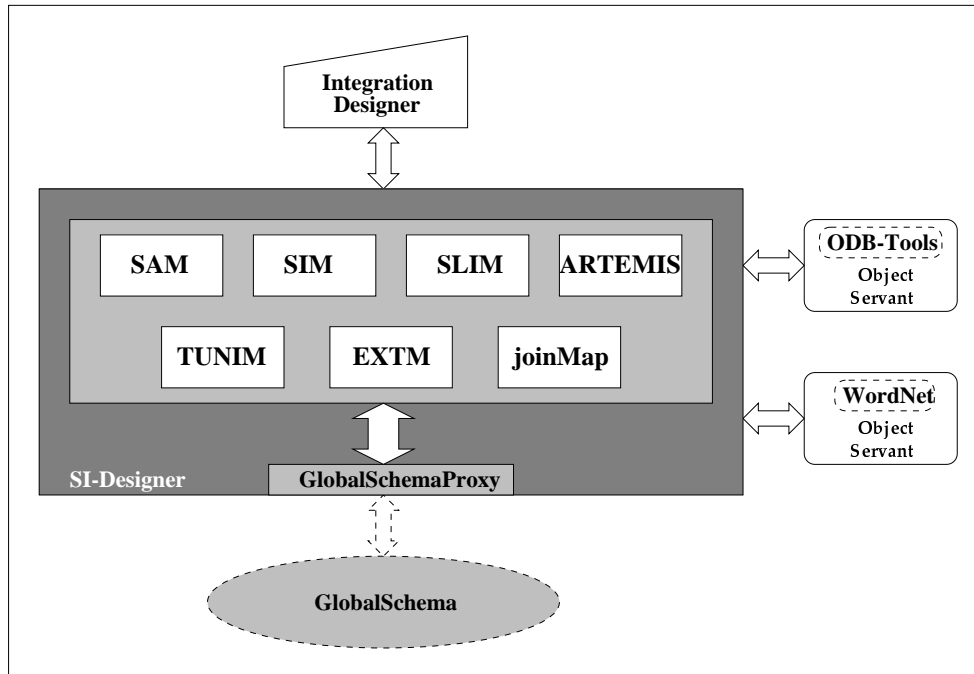 Integration
Designer
SAM
SIM
SLIM
ARTEMIS
TUNIM
EXTM
joinMap
SI-Designer
GlobalSchemaProxy
GlobalSchema
ODB-Tools
Object
Servant
WordNet
Object
Servant